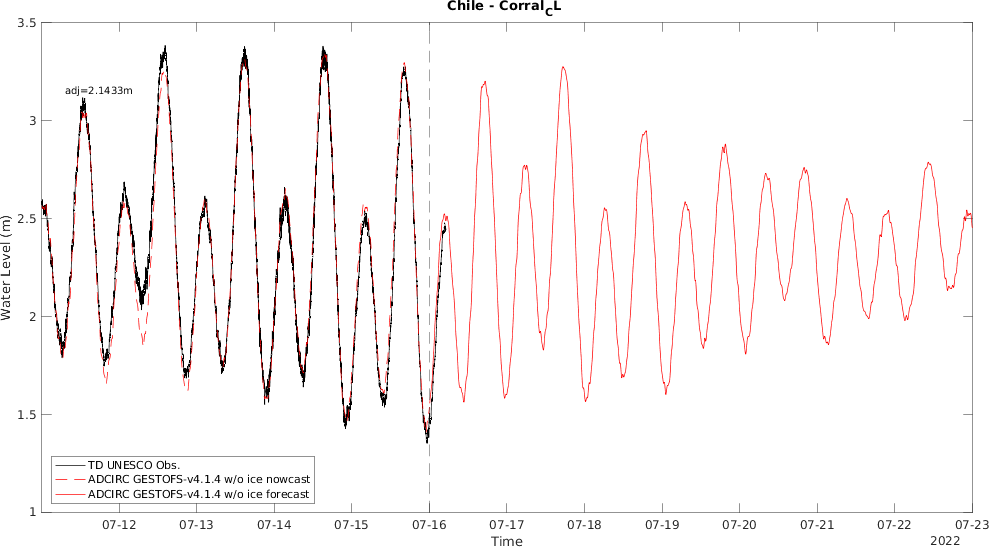 Chile - Corral_CL
3.5
adj=2.1433m
3
2.5
2
1.5
1
Water Level (m)
TD UNESCO Obs.
ADCIRC GESTOFS-v4.1.4 w/o ice nowcast
ADCIRC GESTOFS-v4.1.4 w/o ice forecast
07-12 07-13 07-14 07-15 07-16 07-17 07-18 07-19 07-20 07-21 07-22 07-23
Time
2022